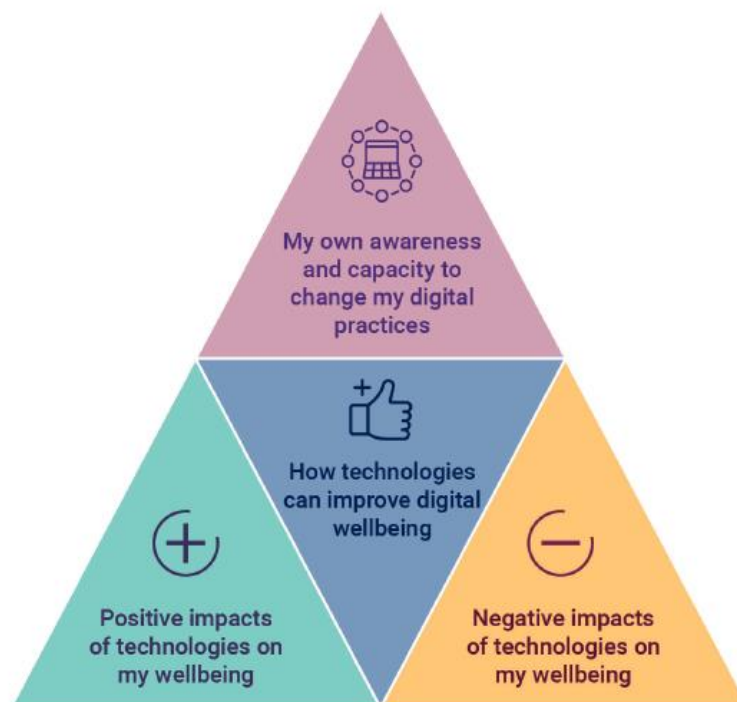 My own awareness
and capacity to
change my digital
practices
How technologies
can improve digital
wellbeing
Positive impacts
of technologies on
my wellbeing
Negative impacts
of technologies on
my wellbeing